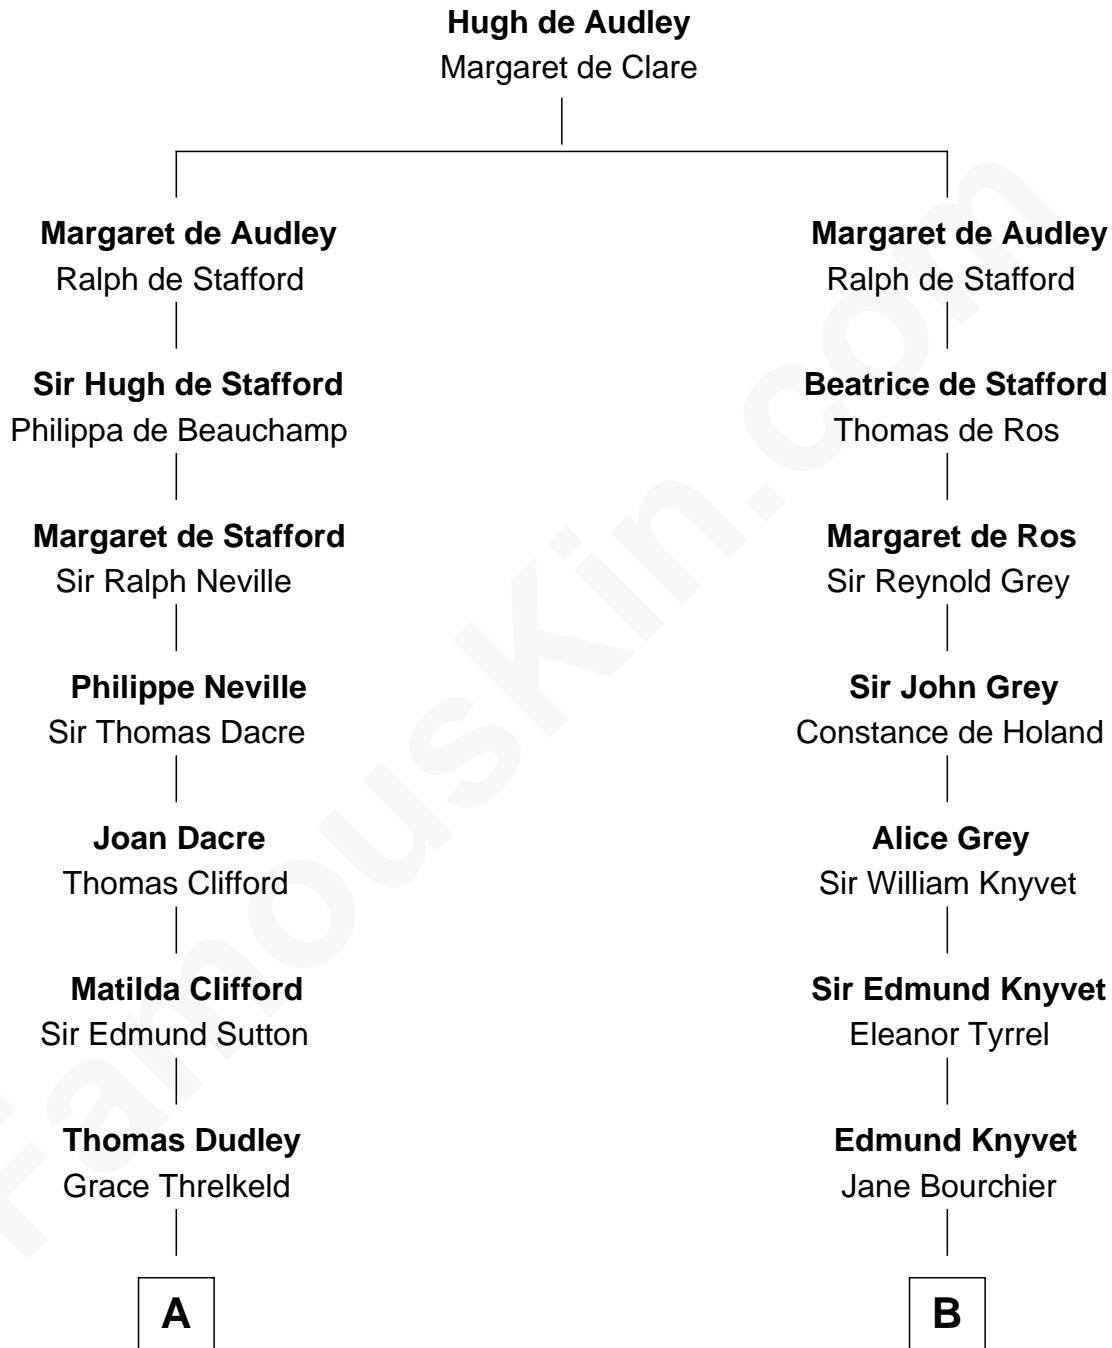 Hugh de Audley
Margaret de Clare
Margaret de Audley
Ralph de Stafford
Margaret de Audley
Ralph de Stafford
Sir Hugh de Stafford
Philippa de Beauchamp
Beatrice de Stafford
Thomas de Ros
Margaret de Stafford
Sir Ralph Neville
Margaret de Ros
Sir Reynold Grey
Philippe Neville
Sir Thomas Dacre
Sir John Grey
Constance de Holand
Joan Dacre
Thomas Clifford
Alice Grey
Sir William Knyvet
Matilda Clifford
Sir Edmund Sutton
Sir Edmund Knyvet
Eleanor Tyrrel
Thomas Dudley
Grace Threlkeld
Edmund Knyvet
Jane Bourchier
A
B
FamousKin.com